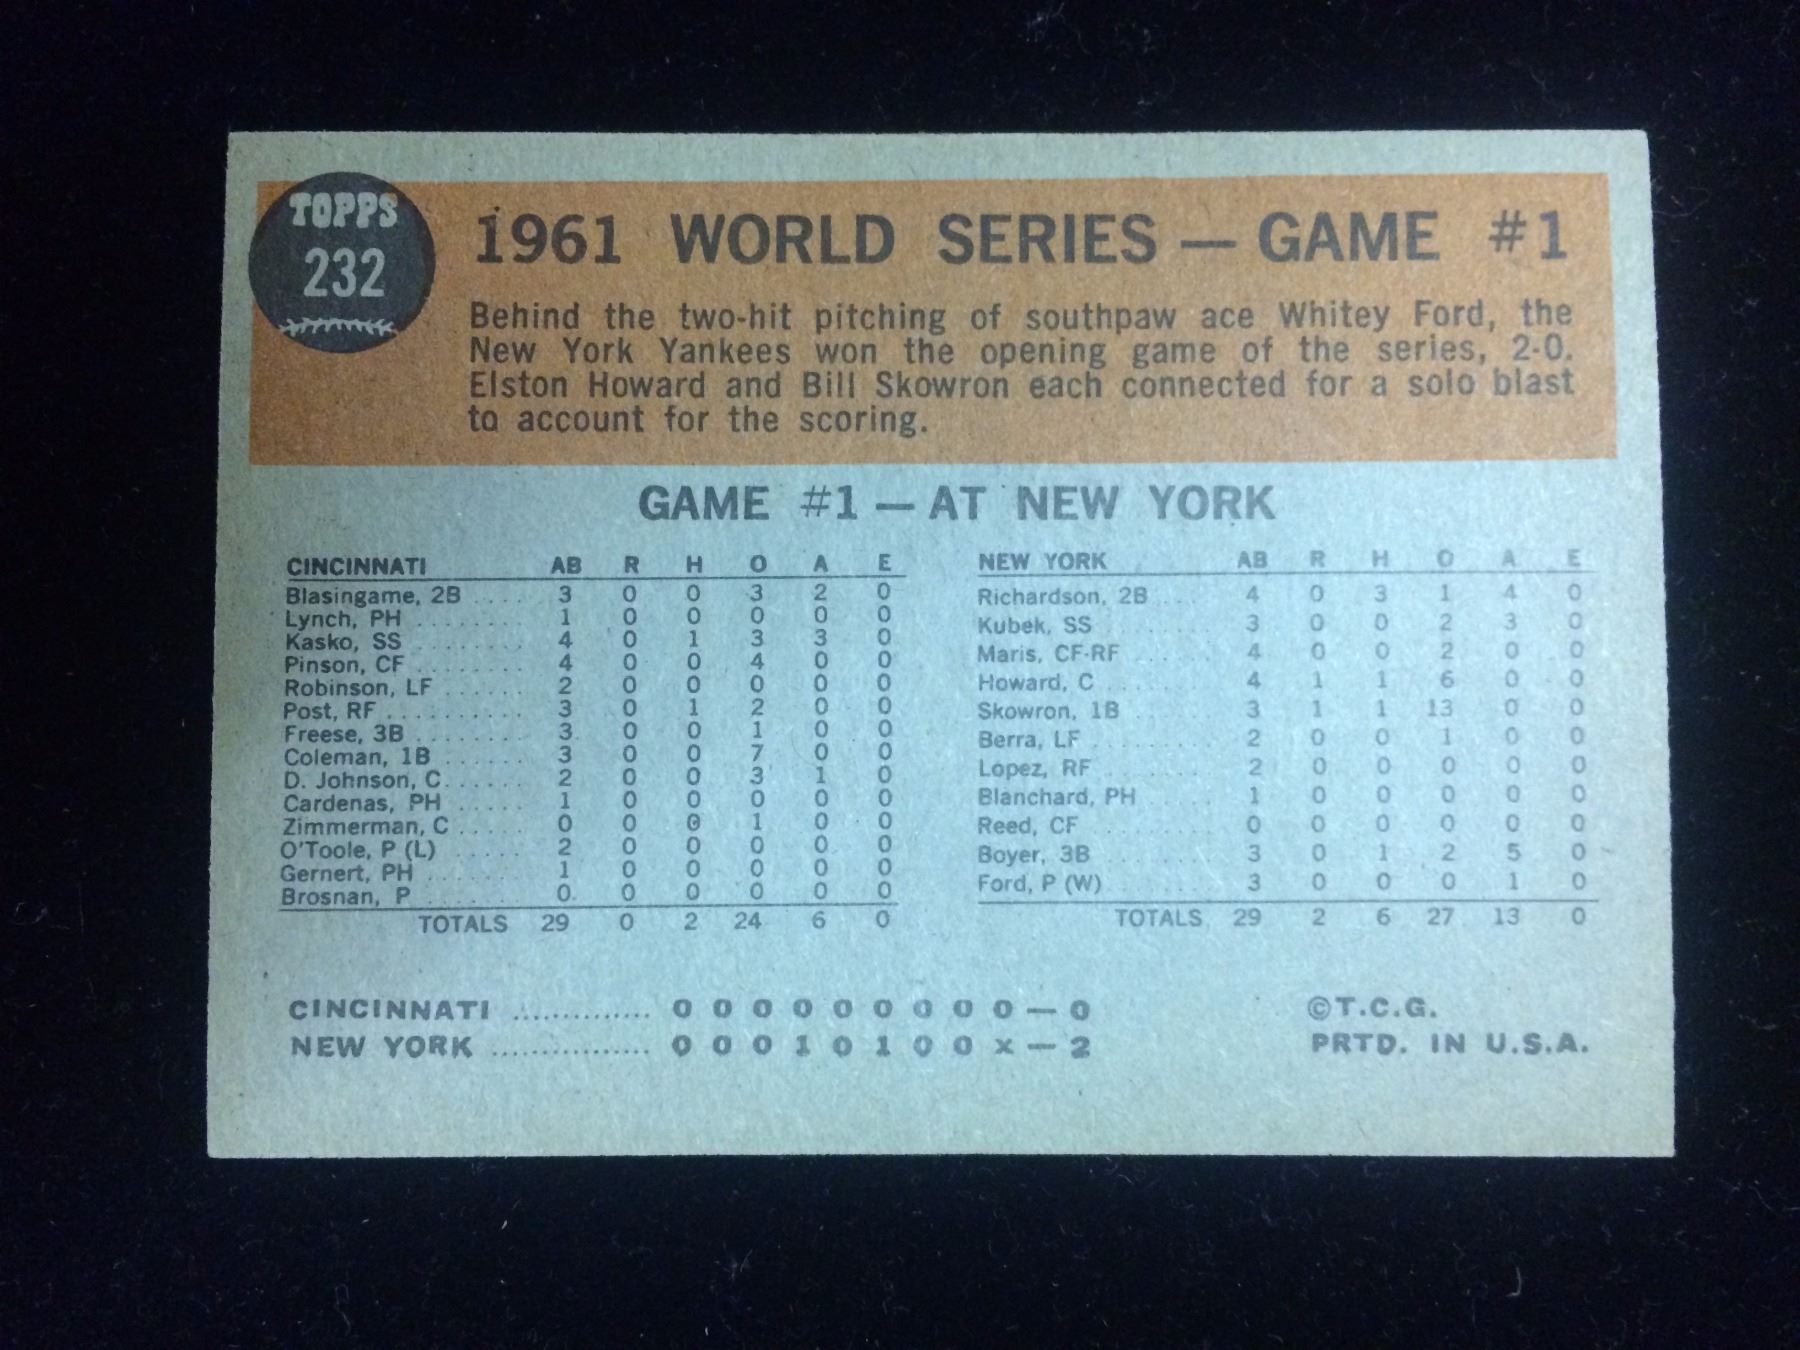 TOPPS
232
1961 WORLD SERIES — GAME #1
Behind the two-hit pitching of southpaw ace Whitey Ford, the
New York Yankees won the opening game of the series, 2-0.
Elston Howard and Bill Skowron each connected for a solo blast
to account for the scoring.
GAME #1 — AT NEW YORK
CINCINNATI AB R H O A E
Blasingame, 2B .... 3 0 0 3 2 0
Lynch, PH ........ 1 0 0 0 0 0
Kasko, SS ........ 4 0 1 3 3 0
Pinson, CF ........ 4 0 0 4 0 0
Robinson, LF ...... 2 0 0 0 0 0
Post, RF .......... 3 0 1 2 0 0
Freese, 3B ........ 3 0 0 1 0 0
Coleman, 1B ...... 3 0 0 7 0 0
D. Johnson, C ...... 2 0 0 3 1 0
Cardenas, PH ...... 1 0 0 0 0 0
Zimmerman, C ..... 0 0 0 1 0 0
O'Toole, P (L) ..... 2 0 0 0 0 0
Gernert, PH ....... 1 0 0 0 0 0
Brosnan, P ....... 0 0 0 0 0 0
TOTALS 29 0 2 24 6 0
NEW YORK AB R H O A E
Richardson, 2B .... 4 0 3 1 4 0
Kubek, SS ........ 3 0 0 2 3 0
Maris, CF-RF ...... 4 0 0 2 0 0
Howard, C ........ 4 1 1 6 0 0
Skowron, 1B ...... 3 1 1 13 0 0
Berra, LF ........ 2 0 0 1 0 0
Lopez, RF ........ 2 0 0 0 0 0
Blanchard, PH ..... 1 0 0 0 0 0
Reed, CF ......... 0 0 0 0 0 0
Boyer, 3B ........ 3 0 1 2 5 0
Ford, P (W) ....... 3 0 0 0 1 0
TOTALS 29 2 6 27 13 0
CINCINNATI .............. 0 0 0 0 0 0 0 0 0 — 0
NEW YORK ................ 0 0 0 1 0 1 0 0 x — 2
©T.C.G.
PRTD. IN U.S.A.